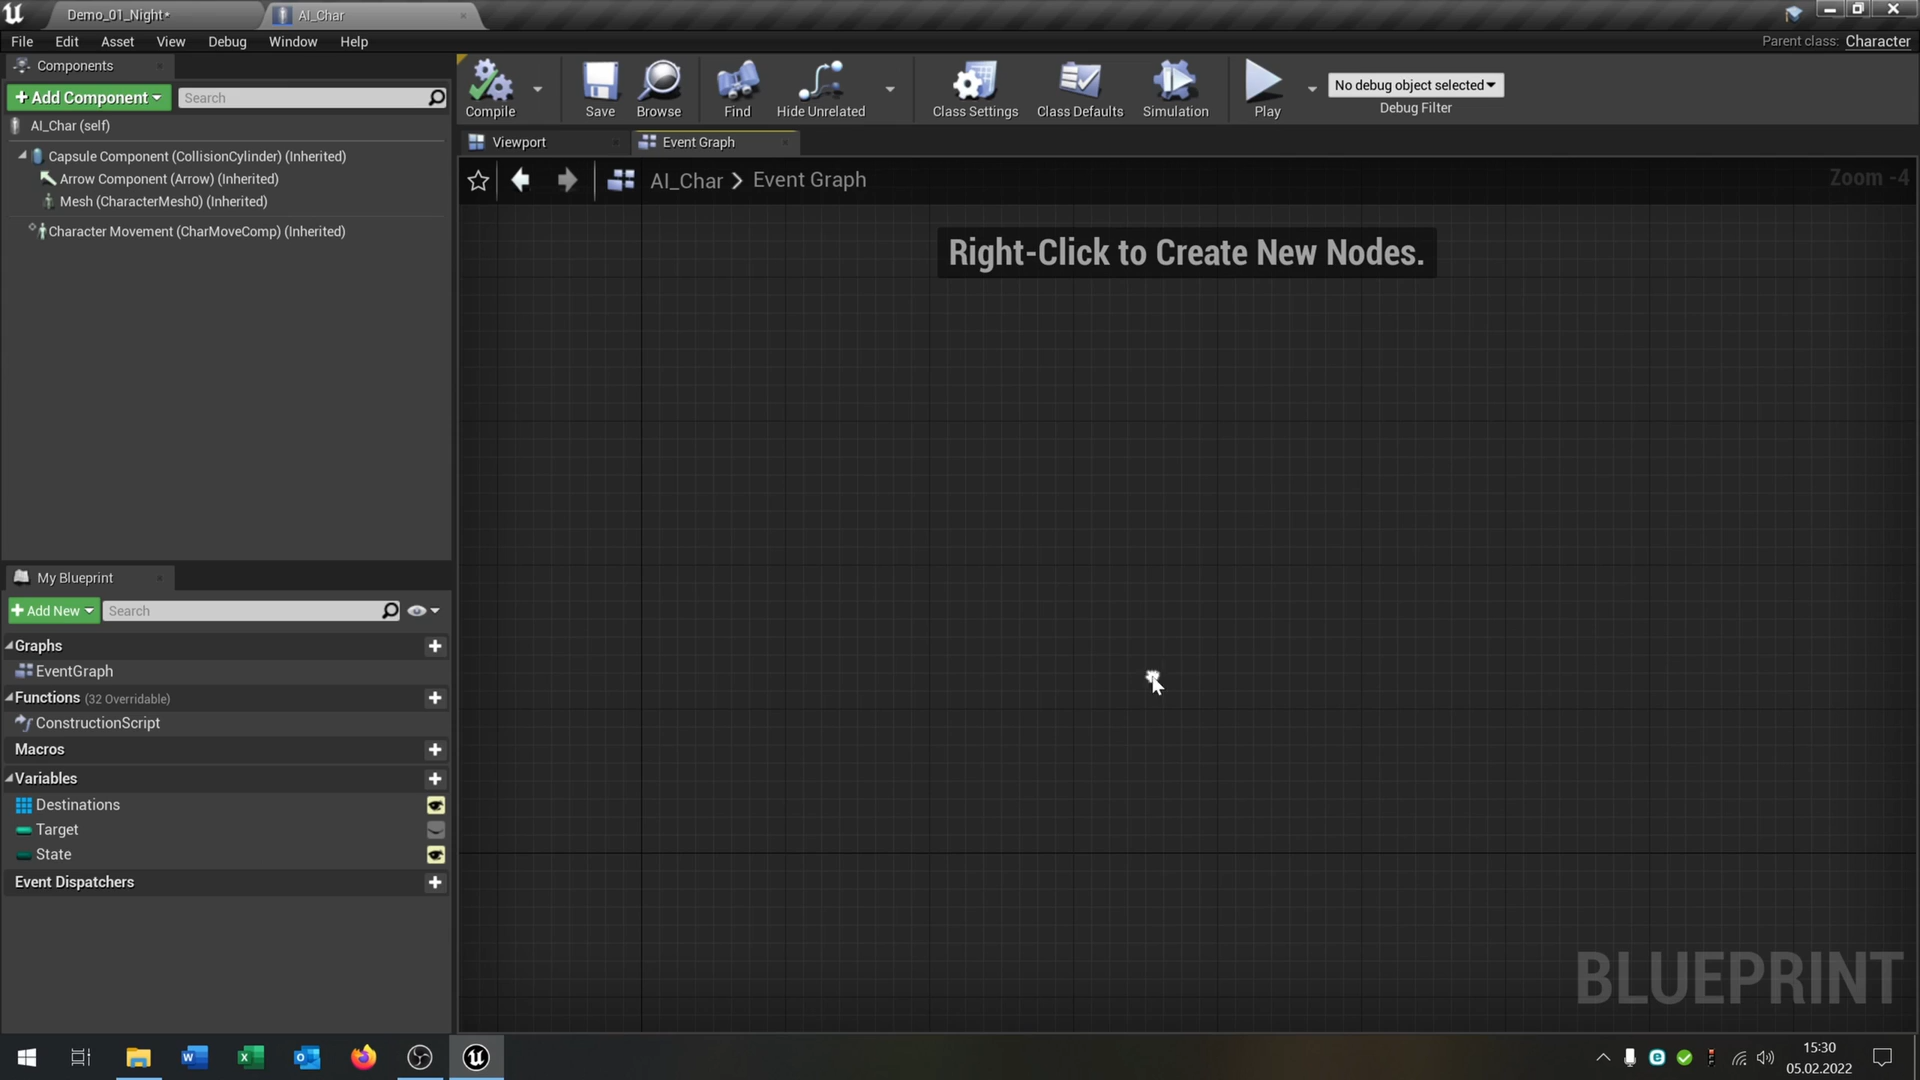 Demo_01_Night*
AI_Char
File Edit Asset View Debug Window Help
Parent class: Character
Components
+ Add Component
Search
AI_Char (self)
Capsule Component (CollisionCylinder) (Inherited)
Arrow Component (Arrow) (Inherited)
Mesh (CharacterMesh0) (Inherited)
Character Movement (CharMoveComp) (Inherited)
Compile
Save
Browse
Find
Hide Unrelated
Class Settings
Class Defaults
Simulation
Play
No debug object selected
Debug Filter
Viewport
Event Graph
AI_Char > Event Graph
Zoom -4
Right-Click to Create New Nodes.
My Blueprint
+ Add New
Search
Graphs
EventGraph
Functions (32 Overridable)
ConstructionScript
Macros
Variables
Destinations
Target
State
Event Dispatchers
BLUEPRINT
15:30
05.02.2022